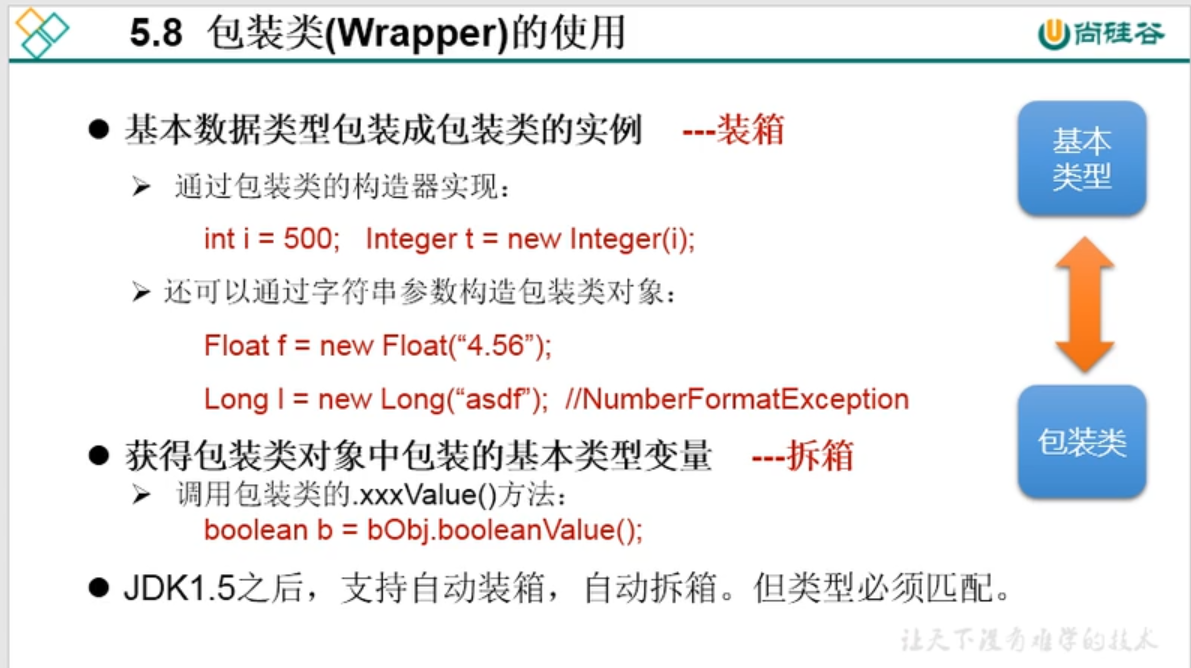 5.8 包装类(Wrapper)的使用
尚硅谷
● 基本数据类型包装成包装类的实例 ---装箱
➢ 通过包装类的构造器实现：
int i = 500; Integer t = new Integer(i);
➢ 还可以通过字符串参数构造包装类对象：
Float f = new Float(“4.56”);
Long l = new Long(“asdf”); //NumberFormatException
● 获得包装类对象中包装的基本类型变量 ---拆箱
➢ 调用包装类的.xxxValue()方法：
boolean b = bObj.booleanValue();
● JDK1.5之后，支持自动装箱，自动拆箱。但类型必须匹配。
基本
类型
包装类
让天下没有难学的技术